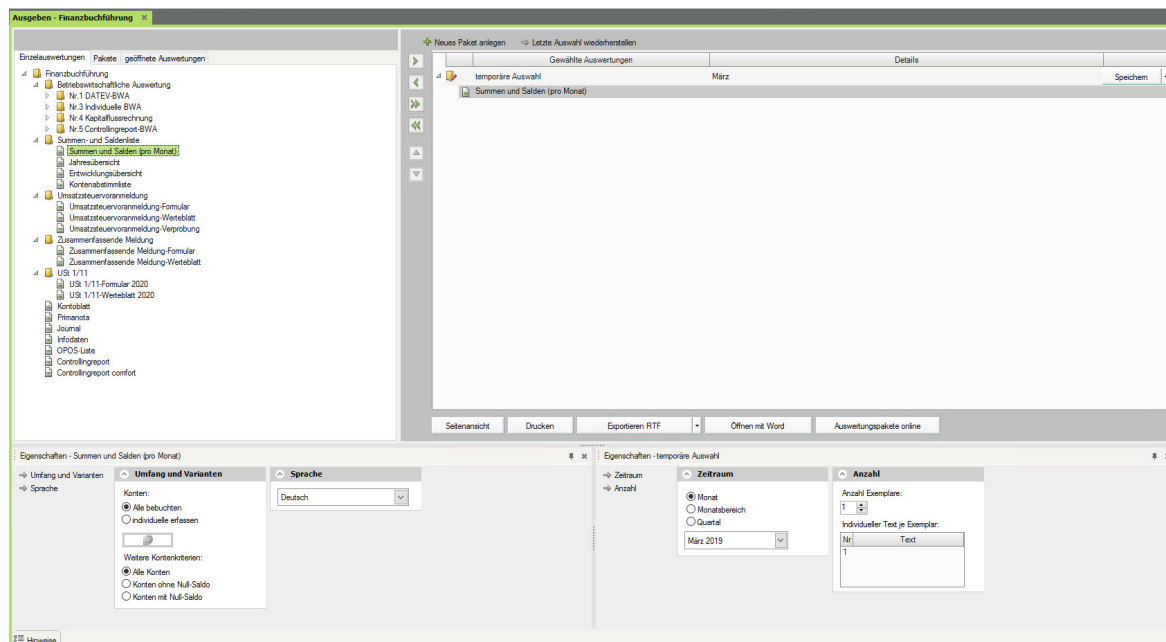 Ausgeben - Finanzbuchführung ×
Neues Paket anlegen Letzte Auswahl wiederherstellen
Einzelauswertungen Pakete geöffnete Auswertungen
Finanzbuchführung
Betriebswirtschaftliche Auswertung
Nr.1 DATEV-BWA
Nr.3 Individuelle BWA
Nr.4 Kapitalflussrechnung
Nr.5 Controllingreport-BWA
Summen- und Saldenliste
Summen und Salden (pro Monat)
Jahresübersicht
Entwicklungsübersicht
Kontenabstimmliste
Umsatzsteuervoranmeldung
Umsatzsteuervoranmeldung-Formular
Umsatzsteuervoranmeldung-Werteblatt
Umsatzsteuervoranmeldung-Verprobung
Zusammenfassende Meldung
Zusammenfassende Meldung-Formular
Zusammenfassende Meldung-Werteblatt
USt 1/11
USt 1/11-Formular 2020
USt 1/11-Werteblatt 2020
Kontoblatt
Primanota
Journal
Infodaten
OPOS-Liste
Controllingreport
Controllingreport comfort
Gewählte Auswertungen Details
temporäre Auswahl März Speichern
Summen und Salden (pro Monat)
Seitenansicht Drucken Exportieren RTF Öffnen mit Word Auswertungspakete online
Eigenschaften - Summen und Salden (pro Monat)
Umfang und Varianten
Sprache
Umfang und Varianten
Konten:
Alle bebuchten
individuelle erfassen
Weitere Kontenkriterien:
Alle Konten
Konten ohne Null-Saldo
Konten mit Null-Saldo
Sprache
Deutsch
Eigenschaften - temporäre Auswahl
Zeitraum
Anzahl
Zeitraum
Monat
Monatsbereich
Quartal
März 2019
Anzahl
Anzahl Exemplare:
1
Individueller Text je Exemplar:
Nr Text
1
Hinweise